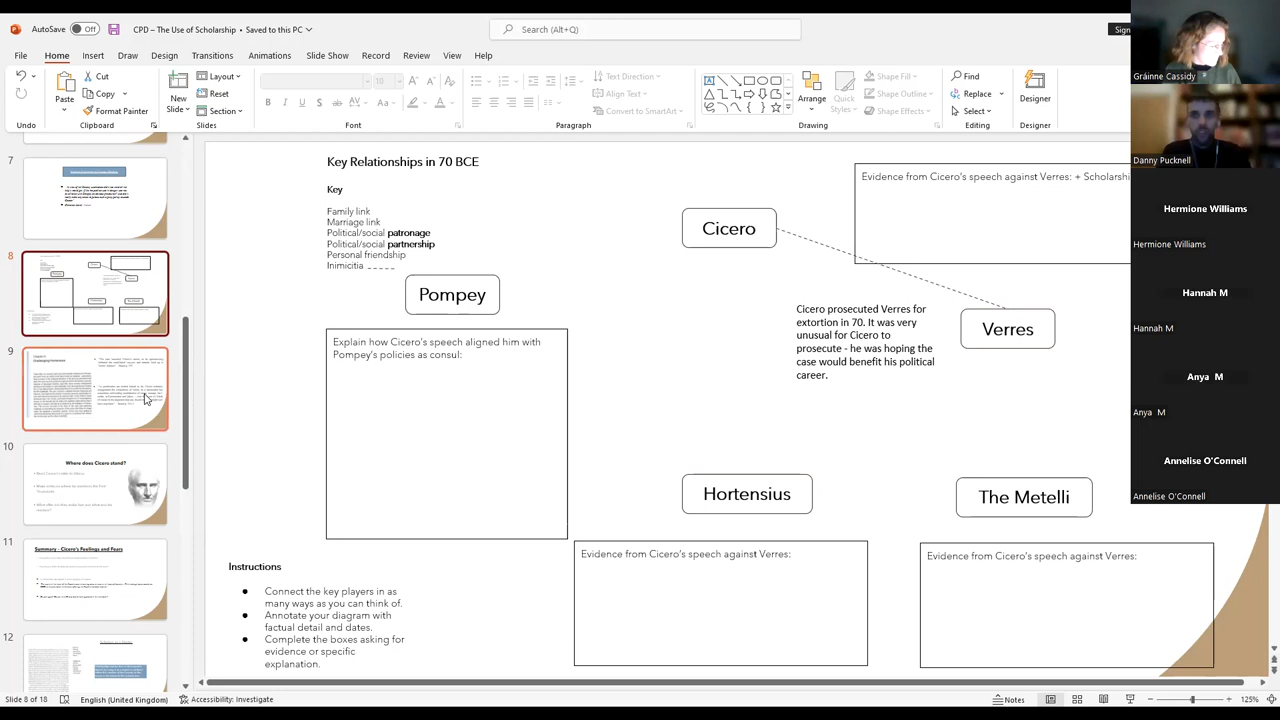 AutoSave Off CPD – The Use of Scholarship • Saved to this PC Search (Alt+Q) Sign
File Home Insert Draw Design Transitions Animations Slide Show Record Review View Help
Undo
Paste
Cut
Copy
Format Painter
Clipboard
New Slide
Layout
Reset
Section
Slides
10
Font
Text Direction
Align Text
Convert to SmartArt
Paragraph
Arrange
Quick Styles
Shape Fill
Shape Outline
Shape Effects
Drawing
Find
Replace
Select
Editing
Designer
Designer
Gráinne Cassidy
Danny Pucknell
Hermione Williams
Hermione Williams
Hannah M
Hannah M
Anya M
Anya M
Annelise O'Connell
Annelise O'Connell
7
8
9
10
Where does Cicero stand?
11
Summary - Cicero's Feelings and Fears
12
Key Relationships in 70 BCE
Key
Family link
Marriage link
Political/social patronage
Political/social partnership
Personal friendship
Inimicitia _ _ _ _ _
Pompey
Explain how Cicero's speech aligned him with
Pompey's policies as consul:
Cicero
Evidence from Cicero's speech against Verres: + Scholarshi
Verres
Cicero prosecuted Verres for
extortion in 70. It was very
unusual for Cicero to
prosecute - he was hoping the
case would benefit his political
career.
Hortensius
The Metelli
Evidence from Cicero's speech against Verres:
Evidence from Cicero's speech against Verres:
Instructions
● Connect the key players in as
many ways as you can think of.
● Annotate your diagram with
factual detail and dates.
● Complete the boxes asking for
evidence or specific
explanation.
Slide 8 of 18 English (United Kingdom) Accessibility: Investigate Notes 125%